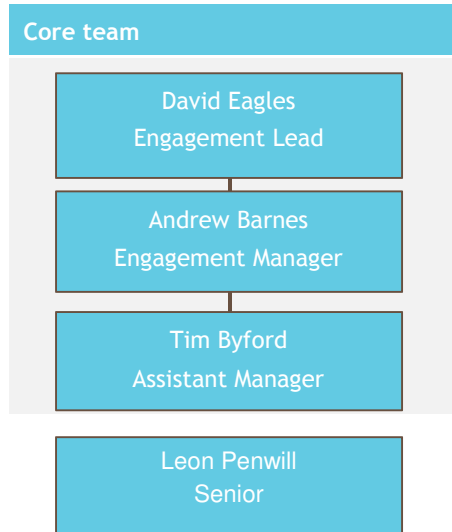 Core team
David Eagles
Engagement Lead
Andrew Barnes
Engagement Manager
Tim Byford
Assistant Manager
Leon Penwill
Senior